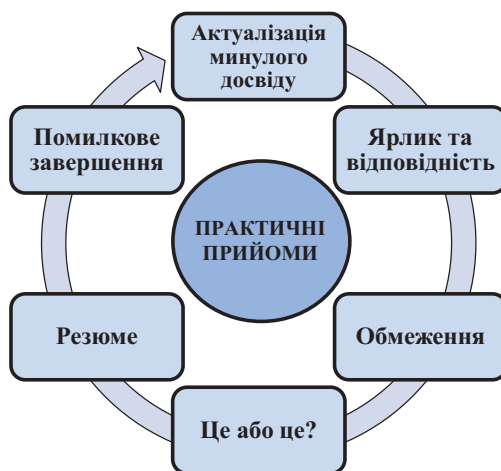 Актуалізація
минулого
досвіду
Ярлик та
відповідність
Обмеження
Це або це?
Резюме
Помилкове
завершення
ПРАКТИЧНІ
ПРИЙОМИ